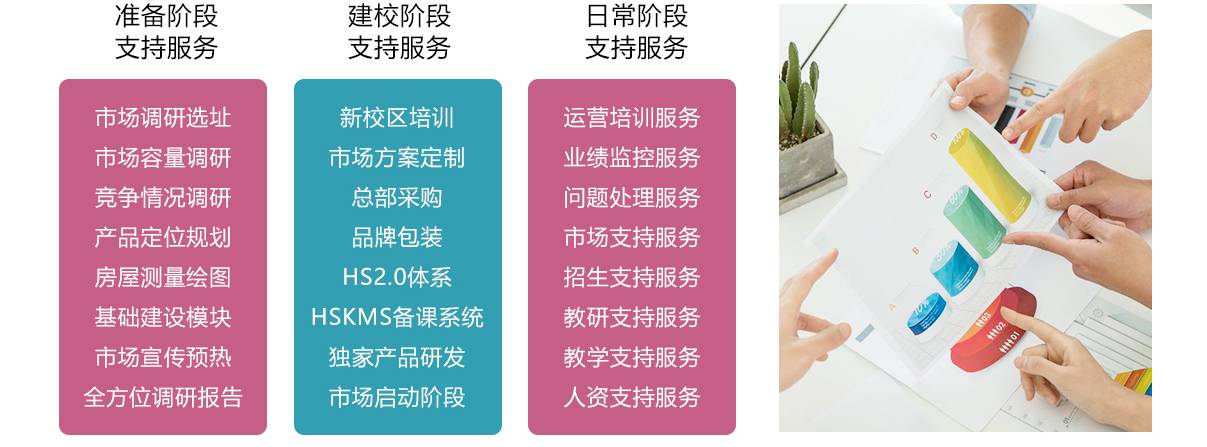 准备阶段
支持服务
市场调研选址
市场容量调研
竞争情况调研
产品定位规划
房屋测量绘图
基础建设模块
市场宣传预热
全方位调研报告
建校阶段
支持服务
新校区培训
市场方案定制
总部采购
品牌包装
HS2.0体系
HSKMS备课系统
独家产品研发
市场启动阶段
日常阶段
支持服务
运营培训服务
业绩监控服务
问题处理服务
市场支持服务
招生支持服务
教研支持服务
教学支持服务
人资支持服务
D
C
B
A
03
02
01